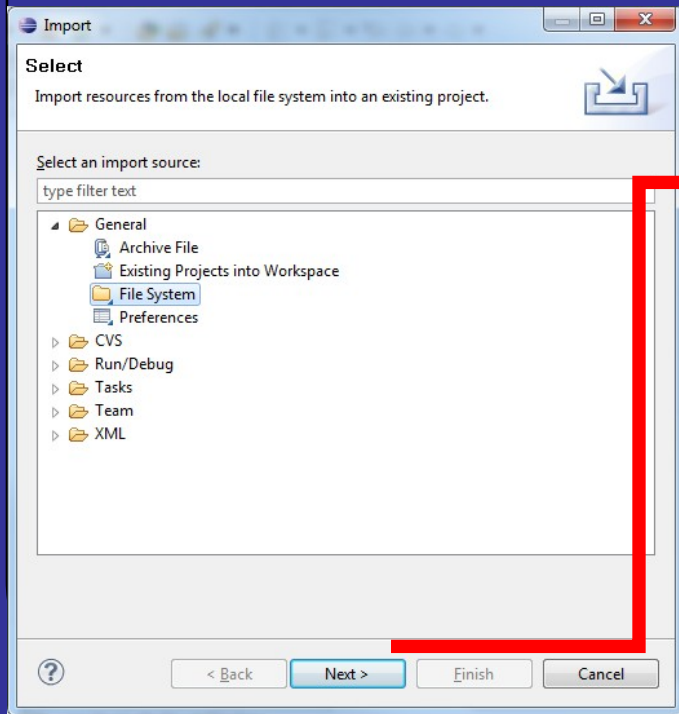 Import
Select
Import resources from the local file system into an existing project.
Select an import source:
type filter text
General
Archive File
Existing Projects into Workspace
File System
Preferences
CVS
Run/Debug
Tasks
Team
XML
? < Back Next > Finish Cancel